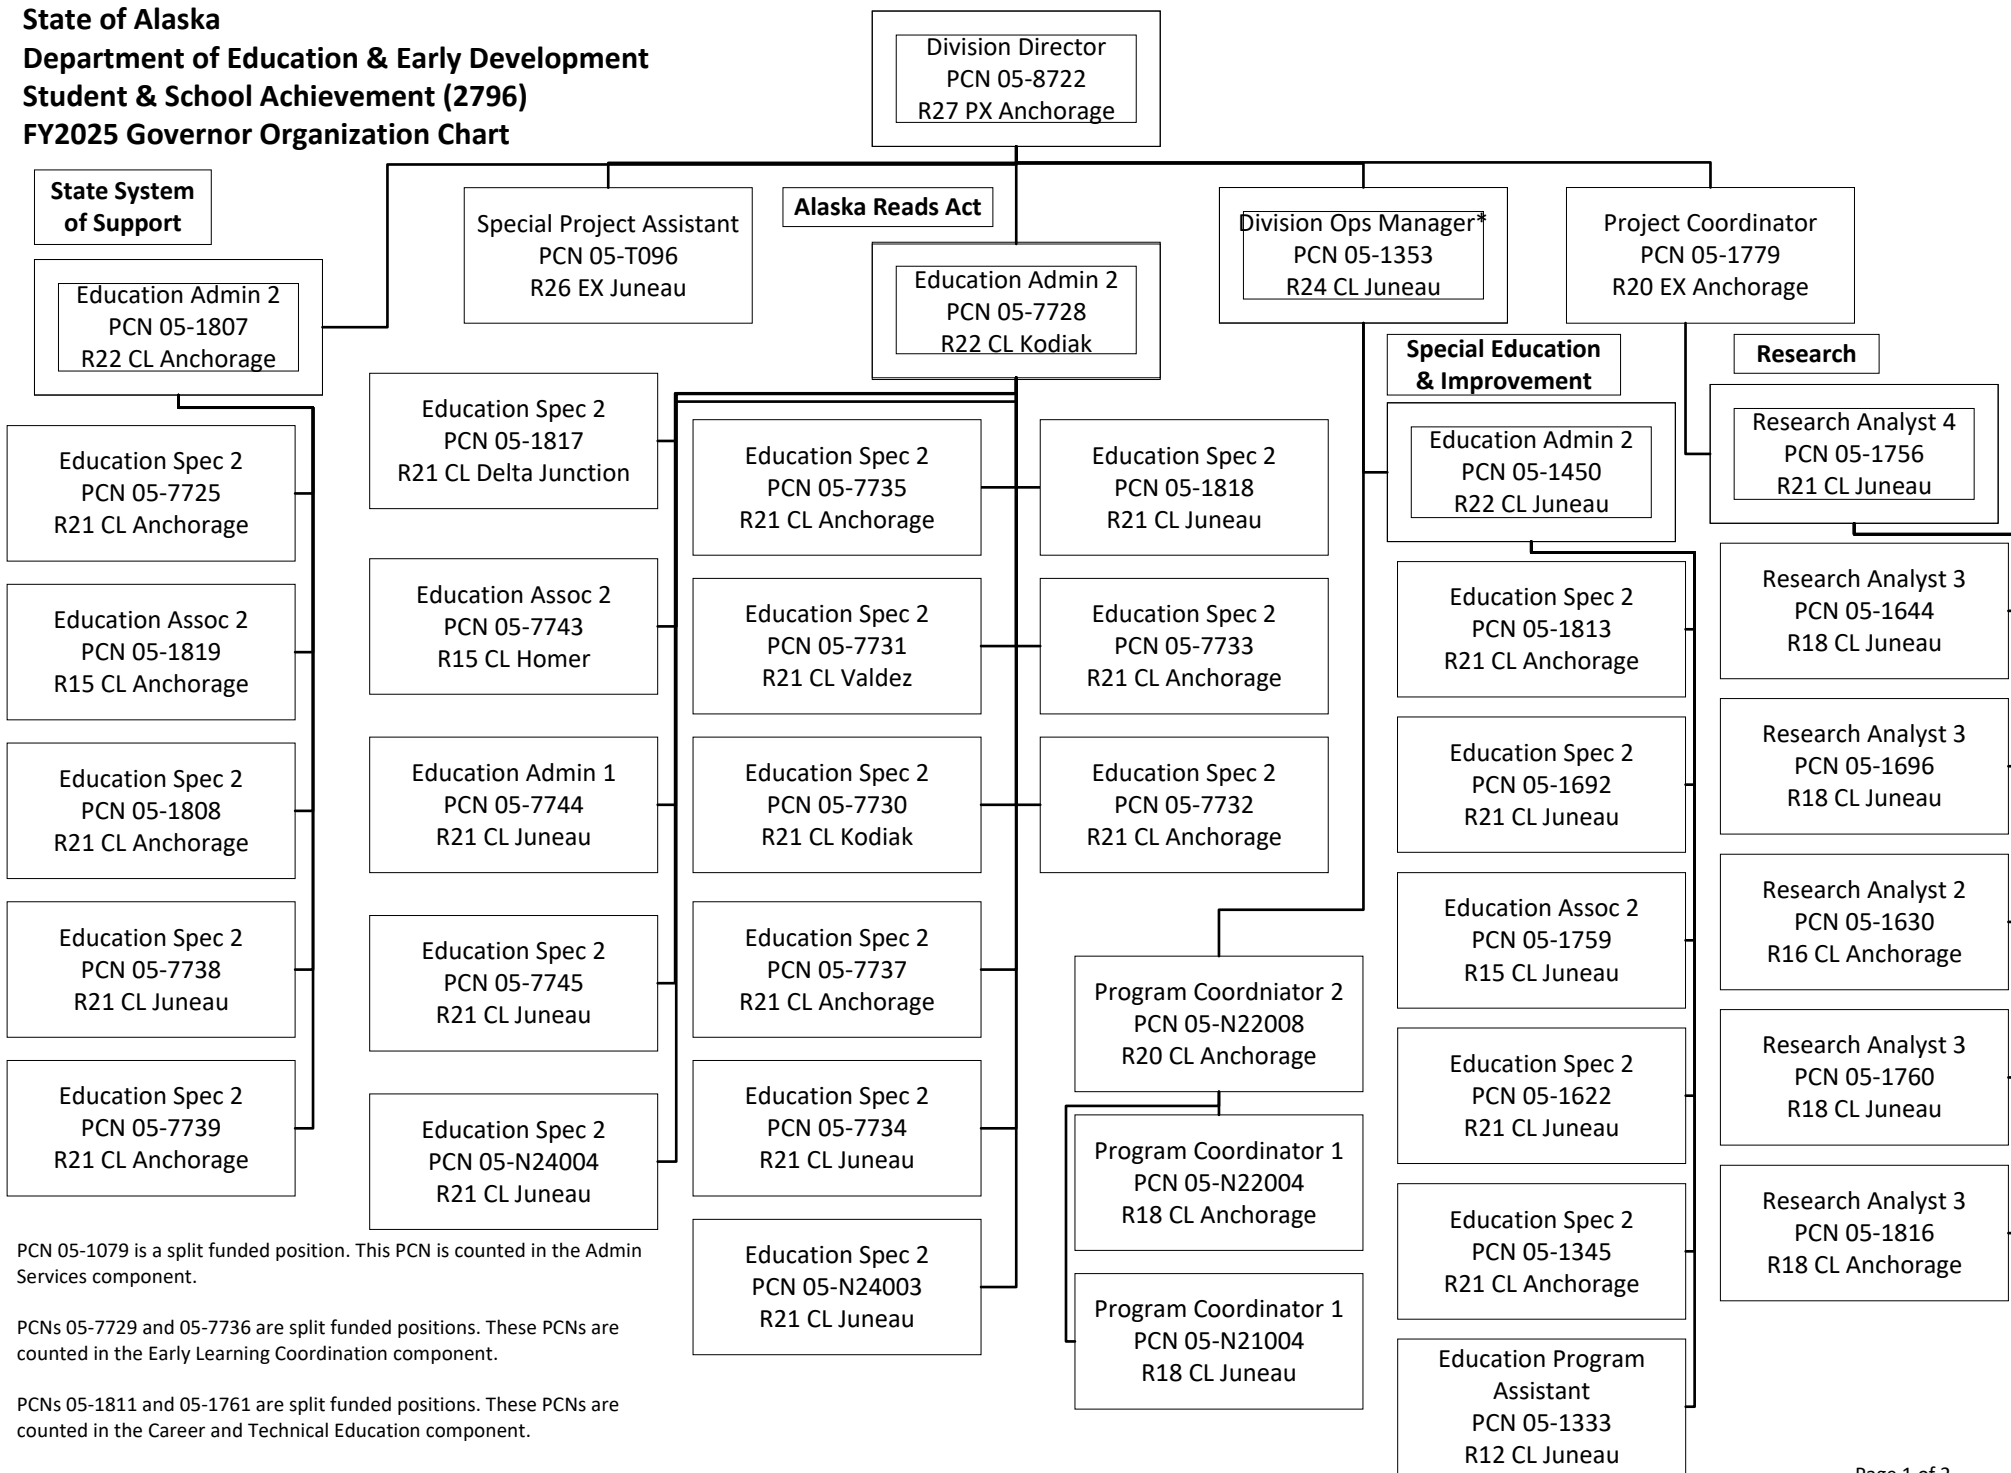 State of Alaska
Department of Education & Early Development
Student & School Achievement (2796)
FY2025 Governor Organization Chart
Division Director
PCN 05-8722
R27 PX Anchorage
State System
of Support
Education Admin 2
PCN 05-1807
R22 CL Anchorage
Special Project Assistant
PCN 05-T096
R26 EX Juneau
Alaska Reads Act
Education Admin 2
PCN 05-7728
R22 CL Kodiak
Division Ops Manager*
PCN 05-1353
R24 CL Juneau
Project Coordinator
PCN 05-1779
R20 EX Anchorage
Special Education
& Improvement
Education Admin 2
PCN 05-1450
R22 CL Juneau
Research
Research Analyst 4
PCN 05-1756
R21 CL Juneau
Education Spec 2
PCN 05-7725
R21 CL Anchorage
Education Assoc 2
PCN 05-1819
R15 CL Anchorage
Education Spec 2
PCN 05-1808
R21 CL Anchorage
Education Spec 2
PCN 05-7738
R21 CL Juneau
Education Spec 2
PCN 05-7739
R21 CL Anchorage
Education Spec 2
PCN 05-1817
R21 CL Delta Junction
Education Assoc 2
PCN 05-7743
R15 CL Homer
Education Admin 1
PCN 05-7744
R21 CL Juneau
Education Spec 2
PCN 05-7745
R21 CL Juneau
Education Spec 2
PCN 05-N24004
R21 CL Juneau
Education Spec 2
PCN 05-7735
R21 CL Anchorage
Education Spec 2
PCN 05-7731
R21 CL Valdez
Education Spec 2
PCN 05-7730
R21 CL Kodiak
Education Spec 2
PCN 05-7737
R21 CL Anchorage
Education Spec 2
PCN 05-7734
R21 CL Juneau
Education Spec 2
PCN 05-N24003
R21 CL Juneau
Education Spec 2
PCN 05-1818
R21 CL Juneau
Education Spec 2
PCN 05-7733
R21 CL Anchorage
Education Spec 2
PCN 05-7732
R21 CL Anchorage
Program Coordniator 2
PCN 05-N22008
R20 CL Anchorage
Program Coordinator 1
PCN 05-N22004
R18 CL Anchorage
Program Coordinator 1
PCN 05-N21004
R18 CL Juneau
Education Spec 2
PCN 05-1813
R21 CL Anchorage
Education Spec 2
PCN 05-1692
R21 CL Juneau
Education Assoc 2
PCN 05-1759
R15 CL Juneau
Education Spec 2
PCN 05-1622
R21 CL Juneau
Education Spec 2
PCN 05-1345
R21 CL Anchorage
Education Program
Assistant
PCN 05-1333
R12 CL Juneau
Research Analyst 3
PCN 05-1644
R18 CL Juneau
Research Analyst 3
PCN 05-1696
R18 CL Juneau
Research Analyst 2
PCN 05-1630
R16 CL Anchorage
Research Analyst 3
PCN 05-1760
R18 CL Juneau
Research Analyst 3
PCN 05-1816
R18 CL Anchorage
PCN 05-1079 is a split funded position. This PCN is counted in the Admin
Services component.
PCNs 05-7729 and 05-7736 are split funded positions. These PCNs are
counted in the Early Learning Coordination component.
PCNs 05-1811 and 05-1761 are split funded positions. These PCNs are
counted in the Career and Technical Education component.